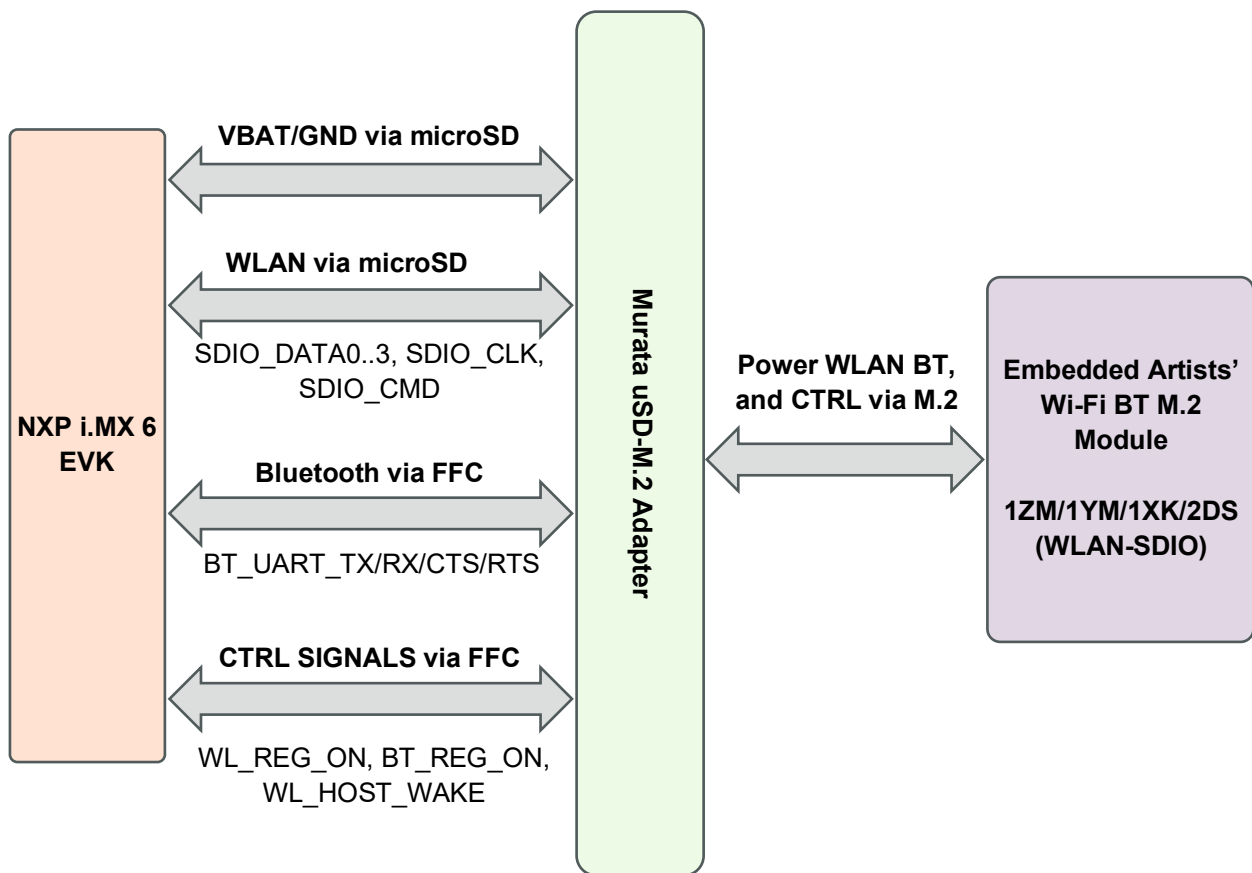 VBAT/GND via microSD
WLAN via microSD
SDIO_DATA0..3, SDIO_CLK,
SDIO_CMD
NXP i.MX 6
EVK
Bluetooth via FFC
BT_UART_TX/RX/CTS/RTS
CTRL SIGNALS via FFC
WL_REG_ON, BT_REG_ON,
WL_HOST_WAKE
Murata uSD-M.2 Adapter
Power WLAN BT,
and CTRL via M.2
Embedded Artists’
Wi-Fi BT M.2
Module
1ZM/1YM/1XK/2DS
(WLAN-SDIO)